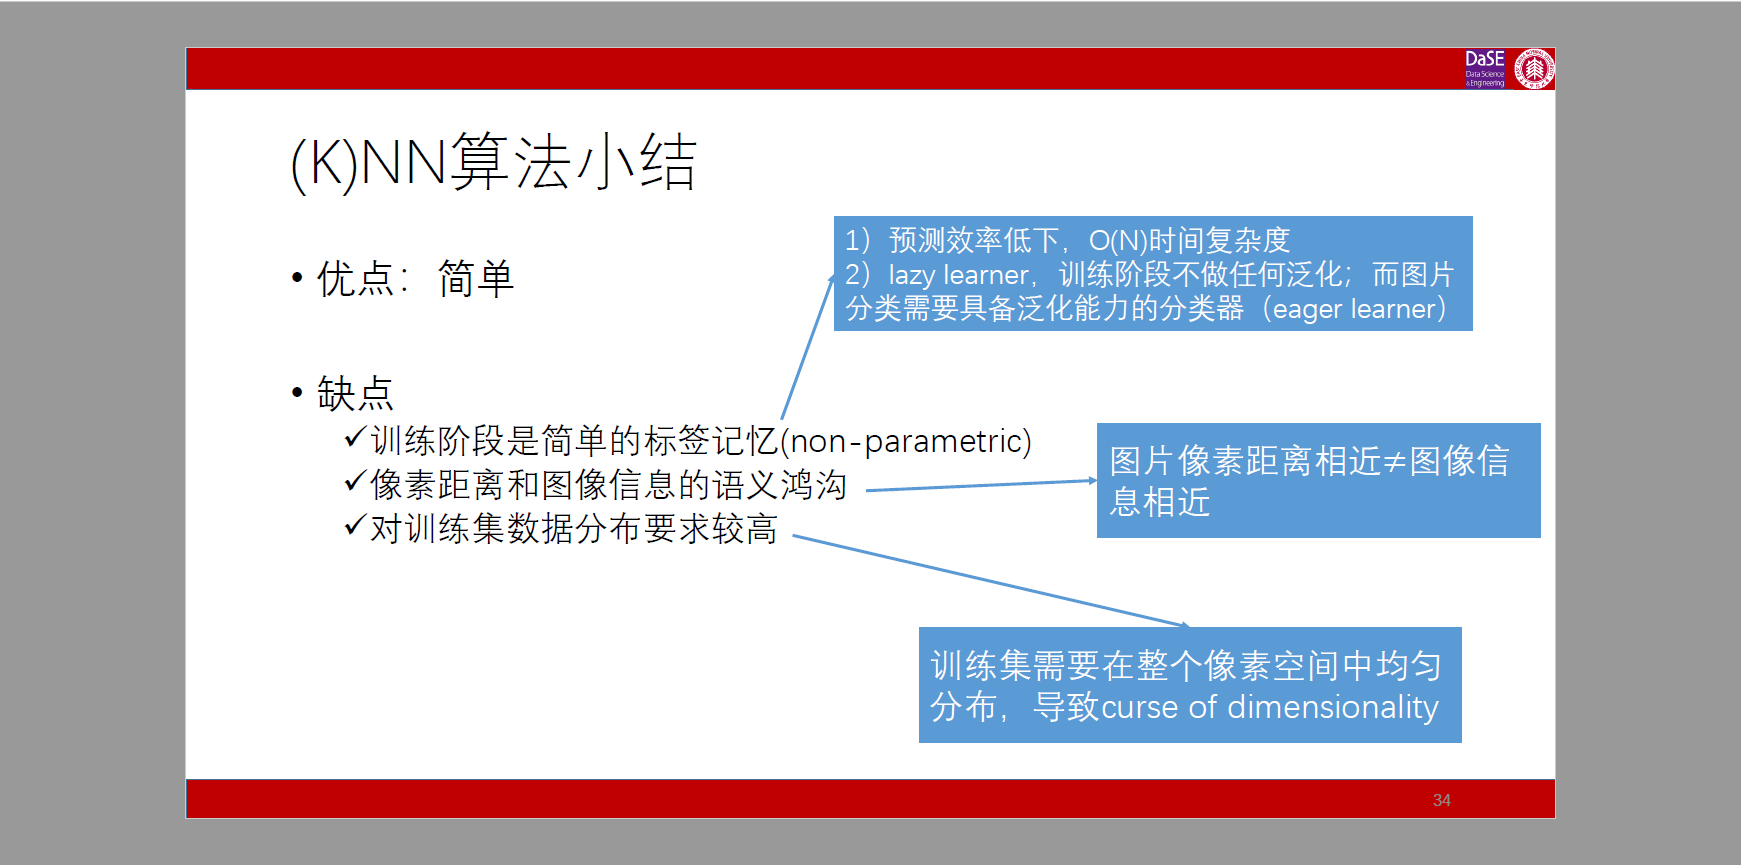 DaSE
Data Science
& Engineering
(K)NN算法小结
• 优点：简单
1）预测效率低下，O(N)时间复杂度
2）lazy learner，训练阶段不做任何泛化；而图片
分类需要具备泛化能力的分类器（eager learner）
• 缺点
✓训练阶段是简单的标签记忆(non-parametric)
✓像素距离和图像信息的语义鸿沟
✓对训练集数据分布要求较高
图片像素距离相近≠图像信
息相近
训练集需要在整个像素空间中均匀
分布，导致curse of dimensionality
34